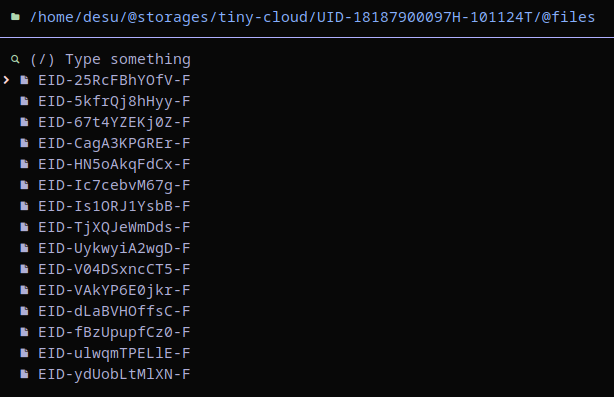 /home/desu/@storages/tiny-cloud/UID-18187900097H-101124T/@files
(/) Type something
EID-25RcFBhYOfV-F
EID-5kfrQj8hHyy-F
EID-67t4YZEKj0Z-F
EID-CagA3KPGREr-F
EID-HN5oAkqFdCx-F
EID-Ic7cebvM67g-F
EID-Is1ORJ1YsbB-F
EID-TjXQJeWmDds-F
EID-UykwyiA2wgD-F
EID-V04DSxncCT5-F
EID-VAkYP6E0jkr-F
EID-dLaBVHOffsC-F
EID-fBzUpupfCz0-F
EID-ulwqmTPELlE-F
EID-ydUobLtMlXN-F